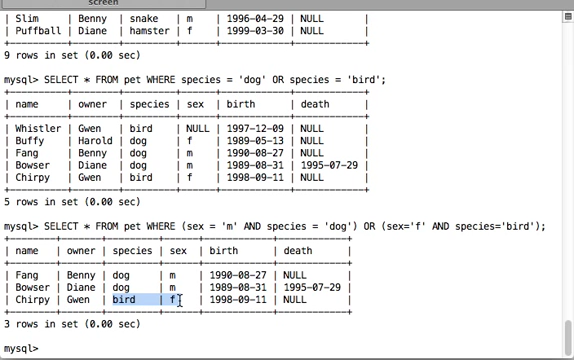 screen
| Slim     | Benny | snake   | m    | 1996-04-29 | NULL       |
| Puffball | Diane | hamster | f    | 1999-03-30 | NULL       |
+----------+-------+---------+------+------------+------------+
9 rows in set (0.00 sec)
mysql> SELECT * FROM pet WHERE species = 'dog' OR species = 'bird';
+----------+--------+---------+------+------------+------------+
| name     | owner  | species | sex  | birth      | death      |
+----------+--------+---------+------+------------+------------+
| Whistler | Gwen   | bird    | NULL | 1997-12-09 | NULL       |
| Buffy    | Harold | dog     | f    | 1989-05-13 | NULL       |
| Fang     | Benny  | dog     | m    | 1990-08-27 | NULL       |
| Bowser   | Diane  | dog     | m    | 1989-08-31 | 1995-07-29 |
| Chirpy   | Gwen   | bird    | f    | 1998-09-11 | NULL       |
+----------+--------+---------+------+------------+------------+
5 rows in set (0.00 sec)
mysql> SELECT * FROM pet WHERE (sex = 'm' AND species = 'dog') OR (sex='f' AND species='bird');
+--------+-------+---------+------+------------+------------+
| name   | owner | species | sex  | birth      | death      |
+--------+-------+---------+------+------------+------------+
| Fang   | Benny | dog     | m    | 1990-08-27 | NULL       |
| Bowser | Diane | dog     | m    | 1989-08-31 | 1995-07-29 |
| Chirpy | Gwen  | bird    | f    | 1998-09-11 | NULL       |
+--------+-------+---------+------+------------+------------+
3 rows in set (0.00 sec)
mysql>